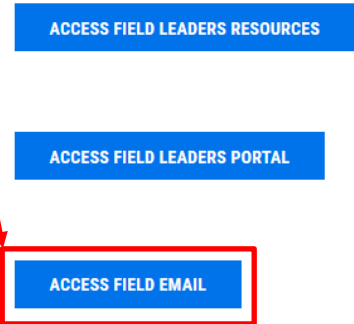 ACCESS FIELD LEADERS RESOURCES
ACCESS FIELD LEADERS PORTAL
ACCESS FIELD EMAIL